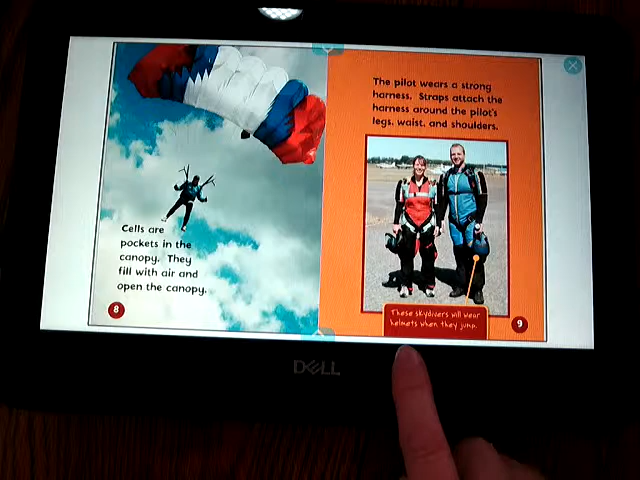 Cells are
pockets in the
canopy. They
fill with air and
open the canopy.
8
The pilot wears a strong
harness. Straps attach the
harness around the pilot's
legs, waist, and shoulders.
These skydivers will wear
helmets when they jump.
9
DELL